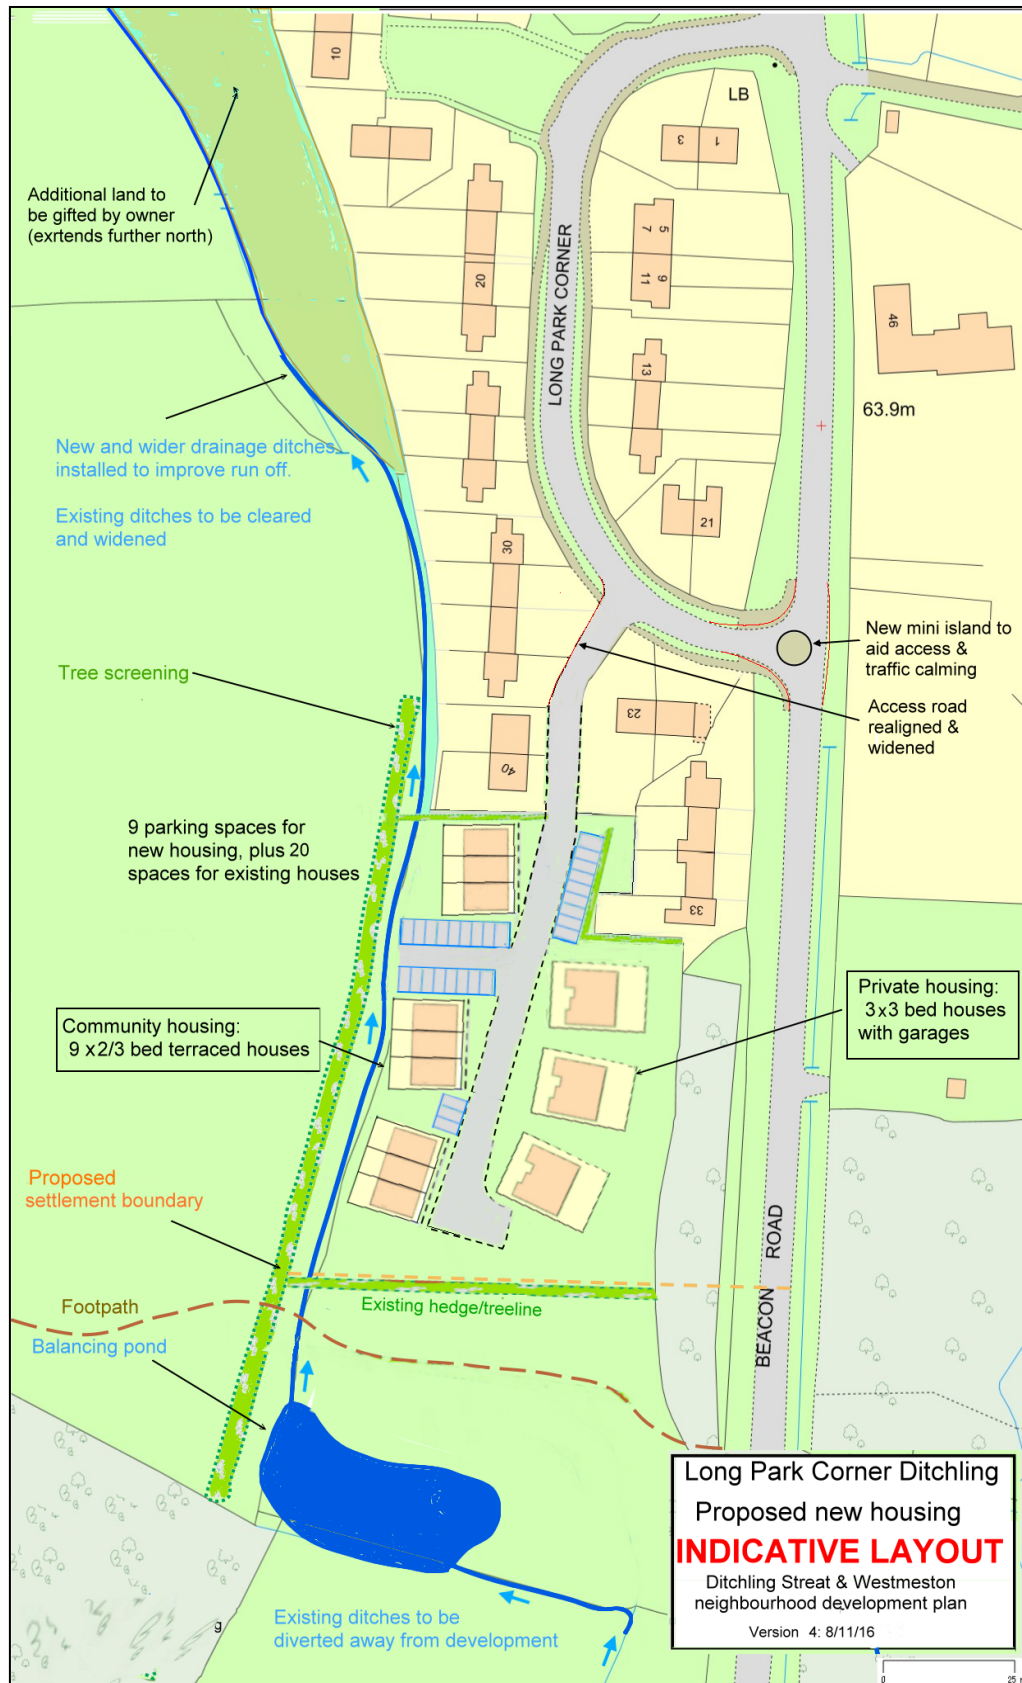 10
LB
3
1
Additional land to
be gifted by owner
(exrtends further north)
5
7
9
11
20
LONG PARK CORNER
46
13
63.9m
New and wider drainage ditches
installed to improve run off.
Existing ditches to be cleared
and widened
21
30
New mini island to
aid access &
traffic calming
Tree screening
Access road
realigned &
widened
23
40
9 parking spaces for
new housing, plus 20
spaces for existing houses
33
Private housing:
3x3 bed houses
with garages
Community housing:
9 x2/3 bed terraced houses
Proposed
settlement boundary
BEACON ROAD
Footpath
Existing hedge/treeline
Balancing pond
Long Park Corner Ditchling
Proposed new housing
INDICATIVE LAYOUT
Ditchling Streat & Westmeston
neighbourhood development plan
Version 4: 8/11/16
Existing ditches to be
diverted away from development
g
0
25